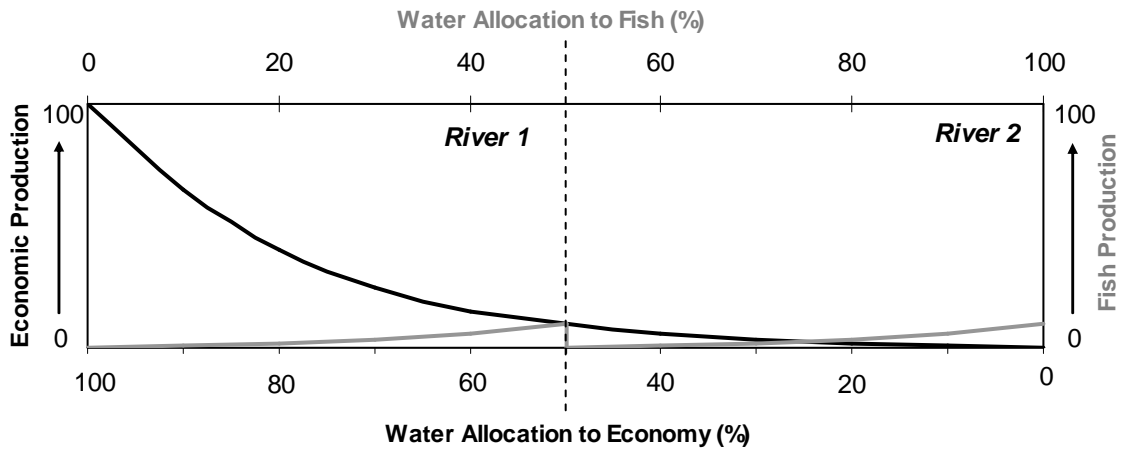 Water Allocation to Fish (%)
0 20 40 60 80 100
100 River 1 River 2 100
Economic Production
Fish Production
0 0
100 80 60 40 20 0
Water Allocation to Economy (%)